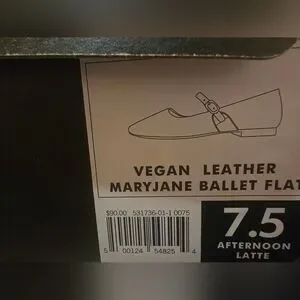 VEGAN LEATHER
MARYJANE BALLET FLAT
$90.00 531736-01-1 0075
5 00124 54825 4
7.5
AFTERNOON
LATTE